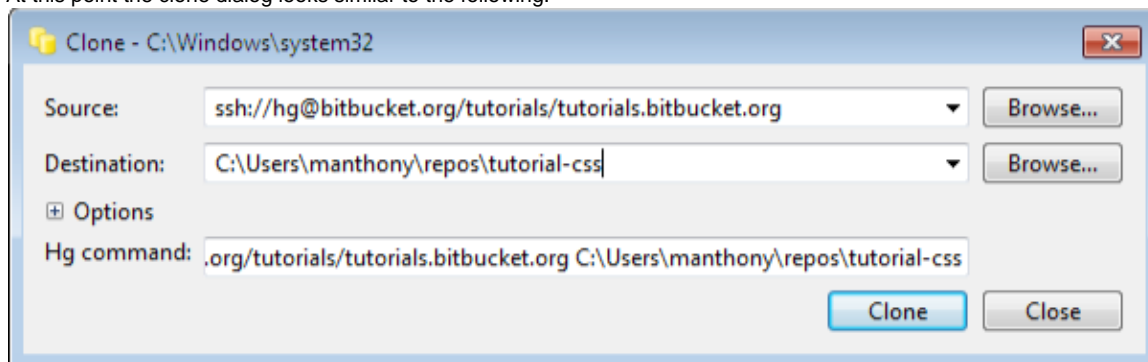 At this point the clone dialog looks similar to the following:
Clone - C:\Windows\system32
Source: ssh://hg@bitbucket.org/tutorials/tutorials.bitbucket.org Browse...
Destination: C:\Users\manthony\repos\tutorial-css Browse...
Options
Hg command: .org/tutorials/tutorials.bitbucket.org C:\Users\manthony\repos\tutorial-css
Clone Close